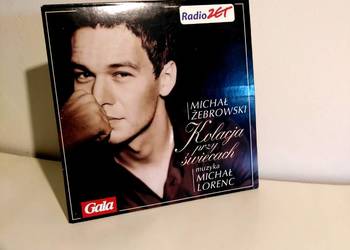 Radio ZET
MICHAŁ
ŻEBROWSKI
Kolacja
przy
świecach
muzyka
MICHAŁ
LORENC
Gala